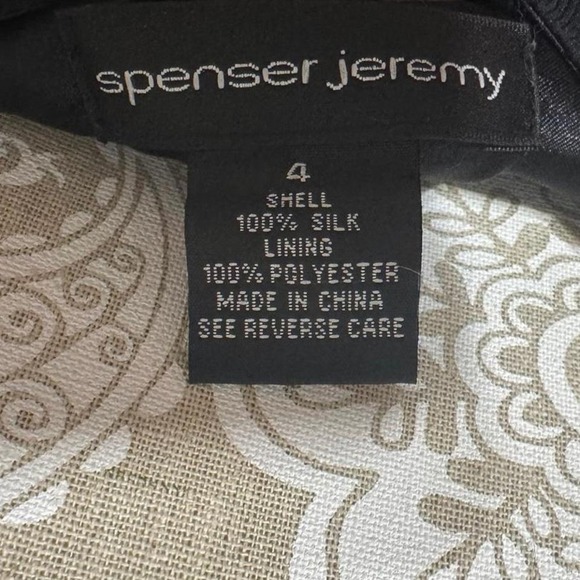 spenser jeremy
4
SHELL
100% SILK
LINING
100% POLYESTER
MADE IN CHINA
SEE REVERSE CARE